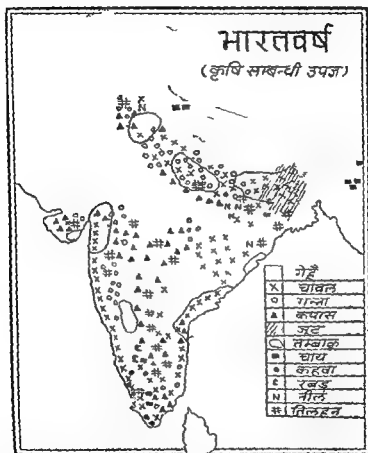 भारतवर्ष
(कृषि सम्बन्धी उपज)
गेहूँ
चावल
गन्ना
कपास
जूट
तम्बाकू
चाय
कहवा
रबड़
नील
तिलहन